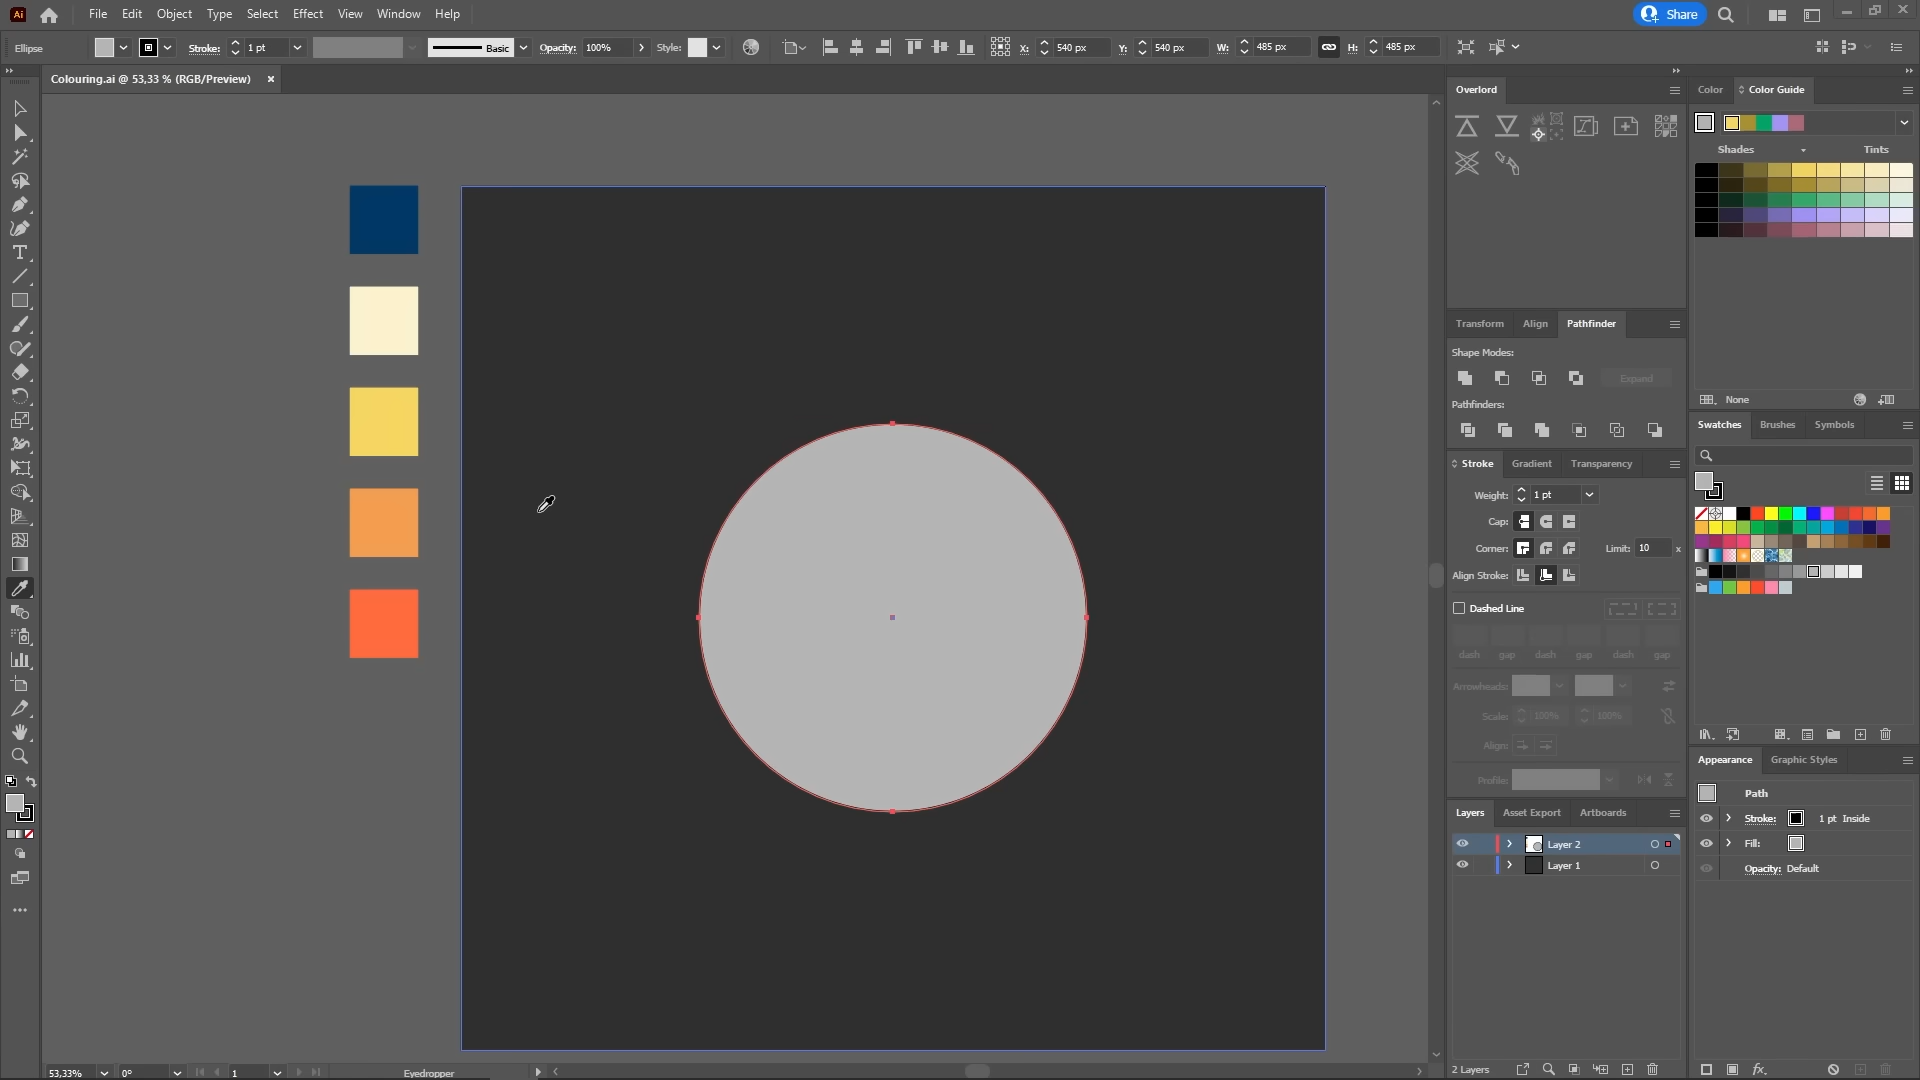 Ai File Edit Object Type Select Effect View Window Help Share
Ellipse Stroke: 1 pt Basic Opacity: 100% Style: X: 540 px Y: 540 px W: 485 px H: 485 px
Colouring.ai @ 53,33 % (RGB/Preview) ×
Overlord
Color Color Guide
Shades Tints
None
Transform Align Pathfinder
Shape Modes:
Expand
Pathfinders:
Swatches Brushes Symbols
Stroke Gradient Transparency
Weight: 1 pt
Cap:
Corner: Limit: 10 x
Align Stroke:
Dashed Line
dash gap dash gap dash gap
Arrowheads:
Scale: 100% 100%
Align:
Profile:
Appearance Graphic Styles
Path
Stroke: 1 pt Inside
Fill:
Opacity: Default
Layers Asset Export Artboards
Layer 2
Layer 1
2 Layers
fx
53,33% 0° 1 Eyedropper